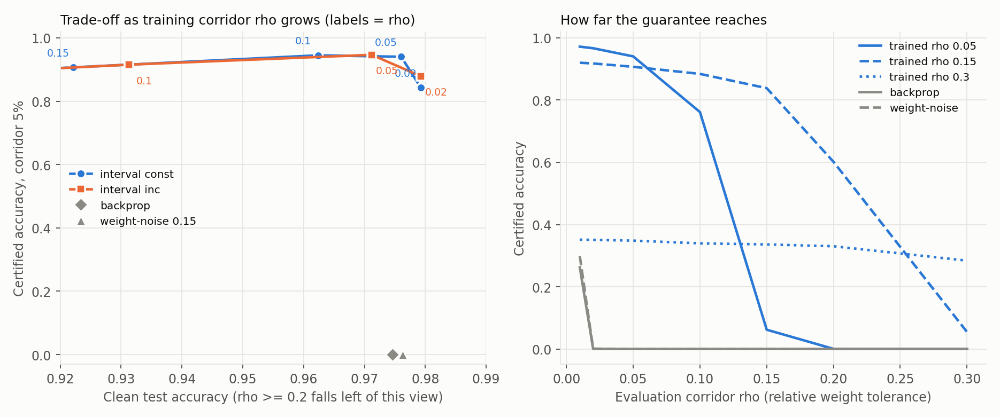 Trade-off as training corridor rho grows (labels = rho)
Certified accuracy, corridor 5%
1.0
0.8
0.6
0.4
0.2
0.0
0.15
0.1
0.05
0.02
0.1
0.05
0.02
interval const
interval inc
backprop
weight-noise 0.15
0.92
0.93
0.94
0.95
0.96
0.97
0.98
0.99
Clean test accuracy (rho >= 0.2 falls left of this view)
How far the guarantee reaches
Certified accuracy
1.0
0.8
0.6
0.4
0.2
0.0
trained rho 0.05
trained rho 0.15
trained rho 0.3
backprop
weight-noise
0.00
0.05
0.10
0.15
0.20
0.25
0.30
Evaluation corridor rho (relative weight tolerance)